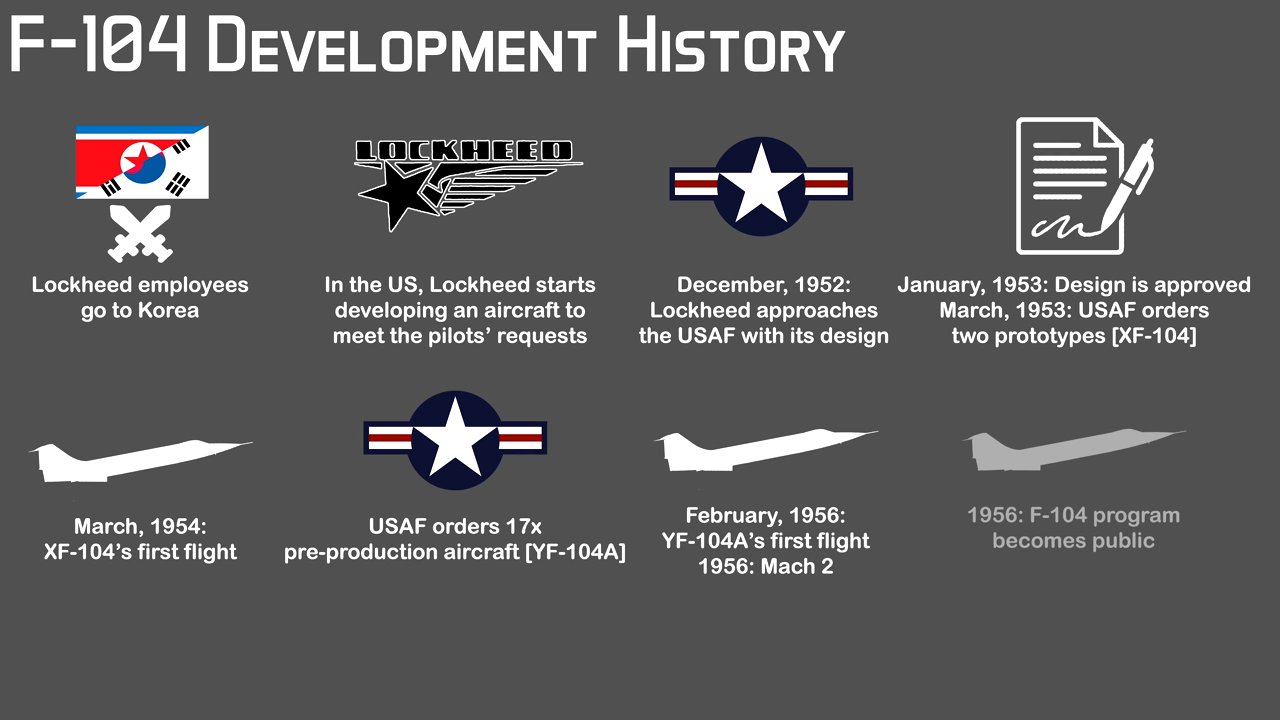 F-104 Development History
LOCKHEED
Lockheed employees
go to Korea
In the US, Lockheed starts
developing an aircraft to
meet the pilots’ requests
December, 1952:
Lockheed approaches
the USAF with its design
January, 1953: Design is approved
March, 1953: USAF orders
two prototypes [XF-104]
March, 1954:
XF-104’s first flight
USAF orders 17x
pre-production aircraft [YF-104A]
February, 1956:
YF-104A’s first flight
1956: Mach 2
1956: F-104 program
becomes public